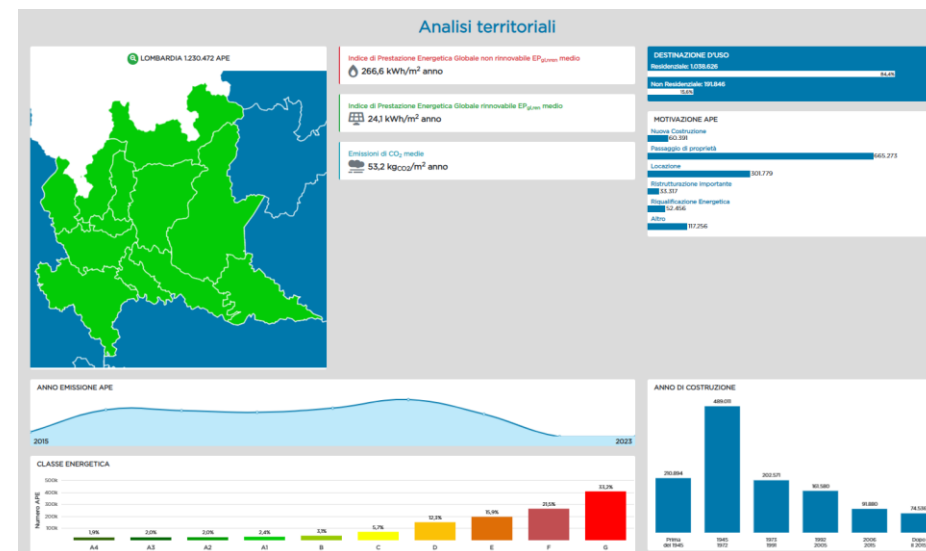 Analisi territoriali
LOMBARDIA 1.230.472 APE
Indice di Prestazione Energetica Globale non rinnovabile EPgl,nren medio
266,6 kWh/m² anno
Indice di Prestazione Energetica Globale rinnovabile EPgl,ren medio
24,1 kWh/m² anno
Emissioni di CO₂ medie
53,2 kgCO2/m² anno
DESTINAZIONE D'USO
Residenziale: 1.038.626
84,4%
Non Residenziale: 191.846
15,6%
MOTIVAZIONE APE
Nuova Costruzione
60.391
Passaggio di proprietà
665.273
Locazione
301.779
Ristrutturazione Importante
33.317
Riqualificazione Energetica
52.456
Altro
117.256
ANNO EMISSIONE APE
2015 2023
CLASSE ENERGETICA
Numero APE
500k
400k
300k
200k
100k
1,9% 2,0% 2,0% 2,4% 3,1% 5,7% 12,3% 15,9% 21,5% 33,2%
A4 A3 A2 A1 B C D E F G
ANNO DI COSTRUZIONE
210.894 489.011 202.571 161.580 91.880 74.536
Prima del 1945
1945 1972
1973 1991
1992 2005
2006 2015
Dopo il 2015